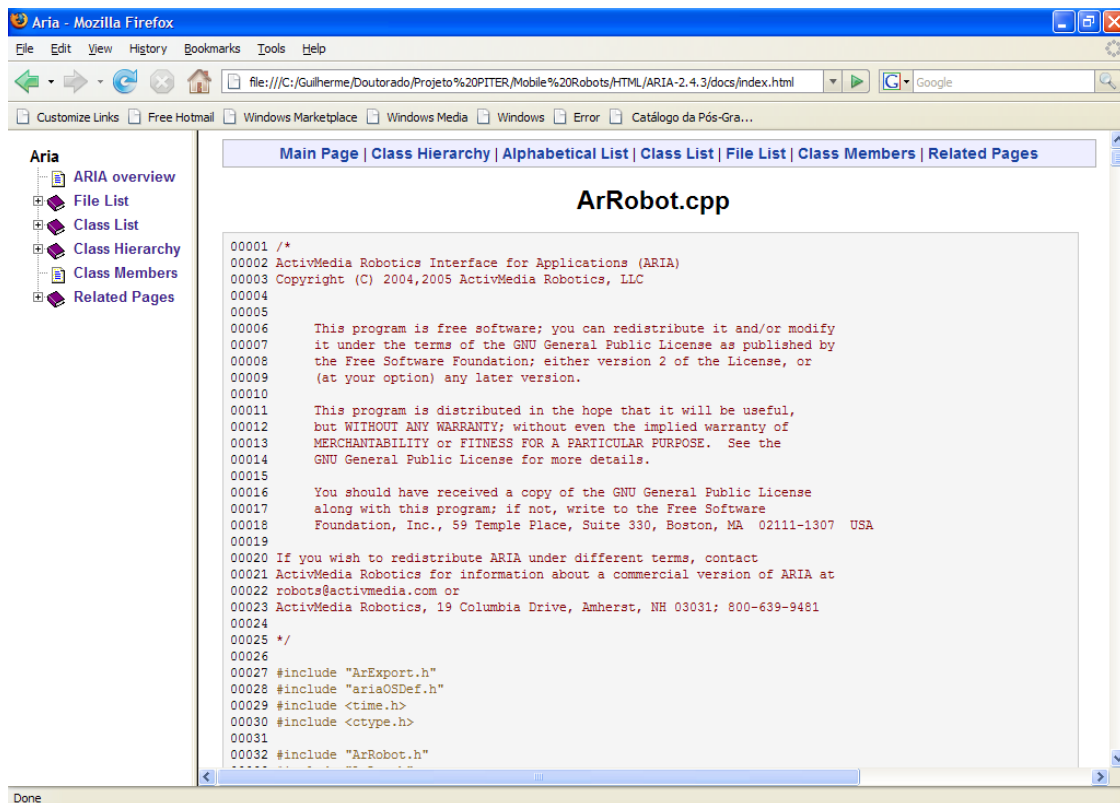 Aria - Mozilla Firefox
File Edit View History Bookmarks Tools Help
file:///C:/Guilherme/Doutorado/Projeto%20PITER/Mobile%20Robots/HTML/ARIA-2.4.3/docs/index.html
G Google
Customize Links Free Hotmail Windows Marketplace Windows Media Windows Error Catálogo da Pós-Gra...
Aria
ARIA overview
File List
Class List
Class Hierarchy
Class Members
Related Pages
Main Page | Class Hierarchy | Alphabetical List | Class List | File List | Class Members | Related Pages
ArRobot.cpp
00001 /*
00002 ActivMedia Robotics Interface for Applications (ARIA)
00003 Copyright (C) 2004,2005 ActivMedia Robotics, LLC
00004
00005
00006      This program is free software; you can redistribute it and/or modify
00007      it under the terms of the GNU General Public License as published by
00008      the Free Software Foundation; either version 2 of the License, or
00009      (at your option) any later version.
00010
00011      This program is distributed in the hope that it will be useful,
00012      but WITHOUT ANY WARRANTY; without even the implied warranty of
00013      MERCHANTABILITY or FITNESS FOR A PARTICULAR PURPOSE.  See the
00014      GNU General Public License for more details.
00015
00016      You should have received a copy of the GNU General Public License
00017      along with this program; if not, write to the Free Software
00018      Foundation, Inc., 59 Temple Place, Suite 330, Boston, MA  02111-1307  USA
00019
00020 If you wish to redistribute ARIA under different terms, contact
00021 ActivMedia Robotics for information about a commercial version of ARIA at
00022 robots@activmedia.com or
00023 ActivMedia Robotics, 19 Columbia Drive, Amherst, NH 03031; 800-639-9481
00024
00025 */
00026
00027 #include "ArExport.h"
00028 #include "ariaOSDef.h"
00029 #include <time.h>
00030 #include <ctype.h>
00031
00032 #include "ArRobot.h"
Done